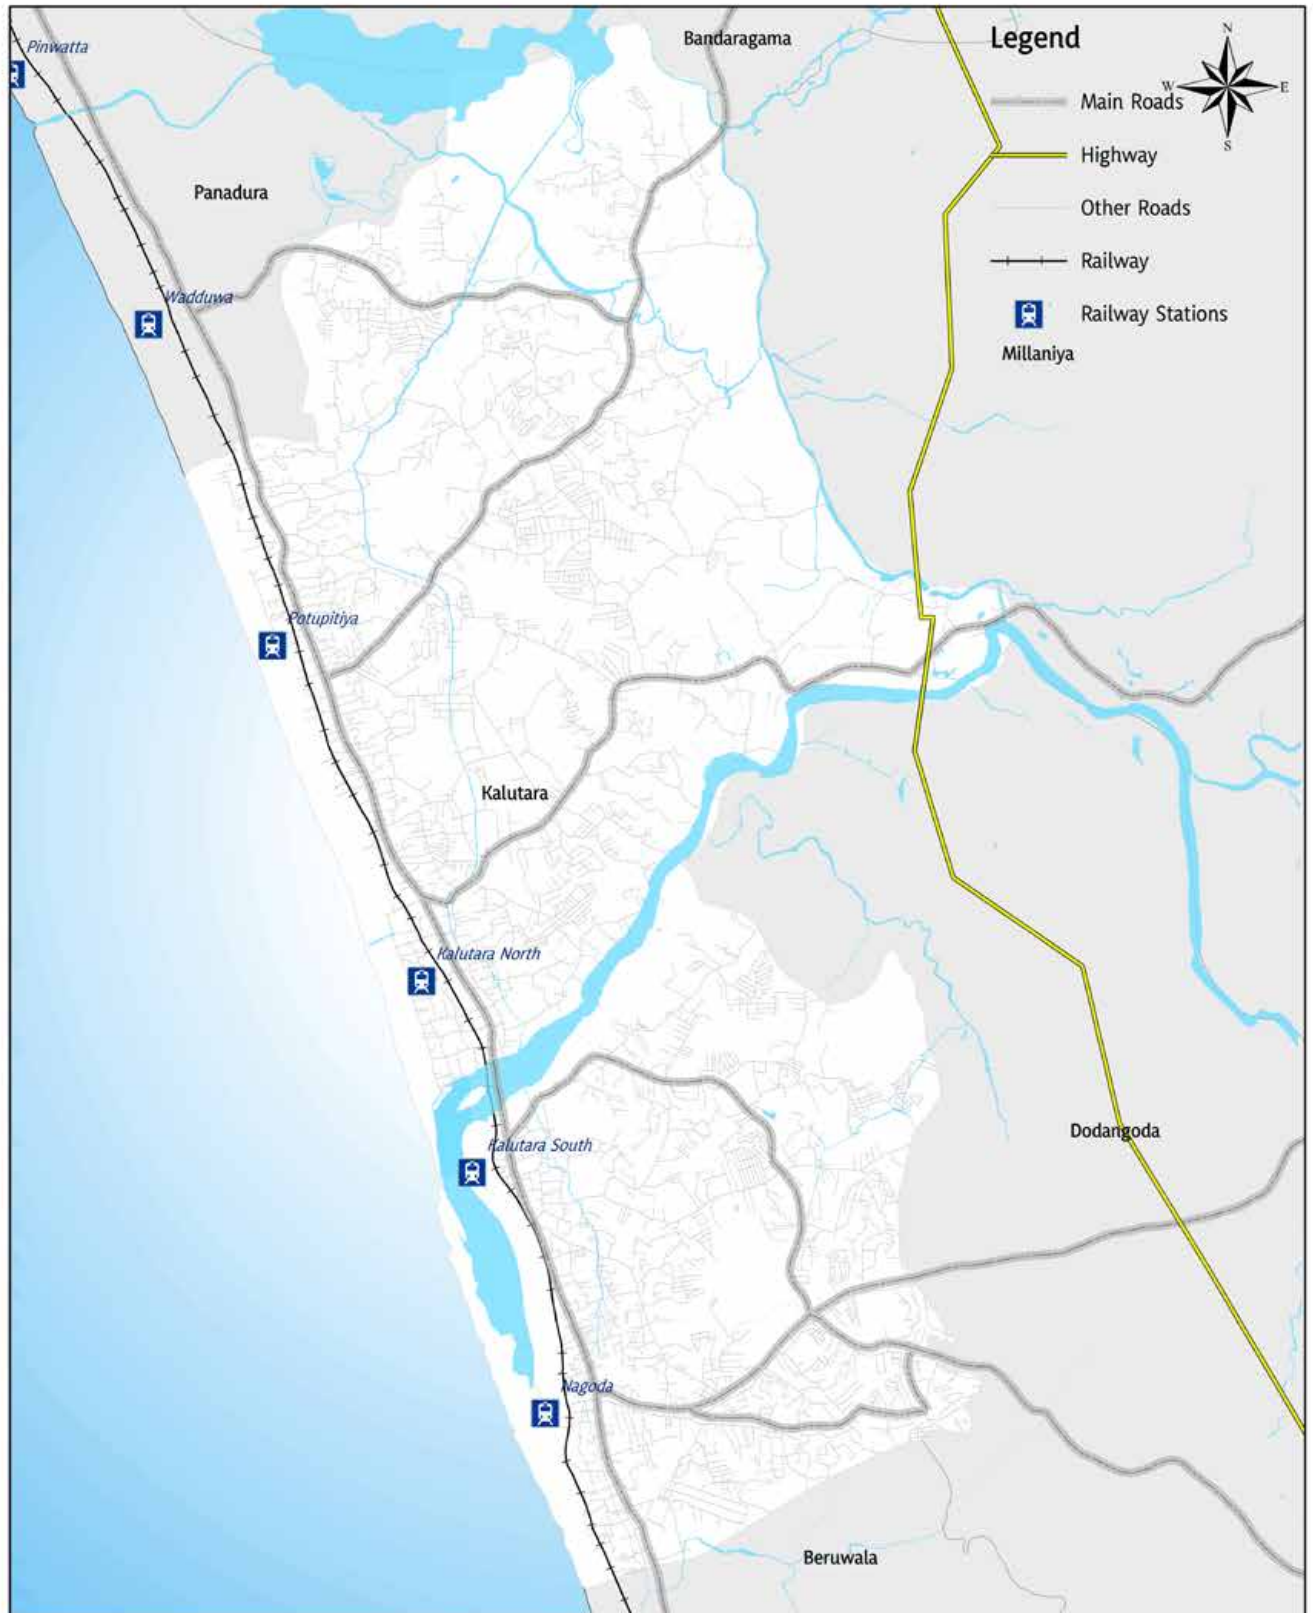 Pinwatta
Bandaragama
Legend
N
W
E
S
Main Roads
Highway
Panadura
Other Roads
Railway
Wadduwa
Railway Stations
Millaniya
Potupitiya
Kalutara
Kalutara North
Dodangoda
Kalutara South
Nagoda
Beruwala